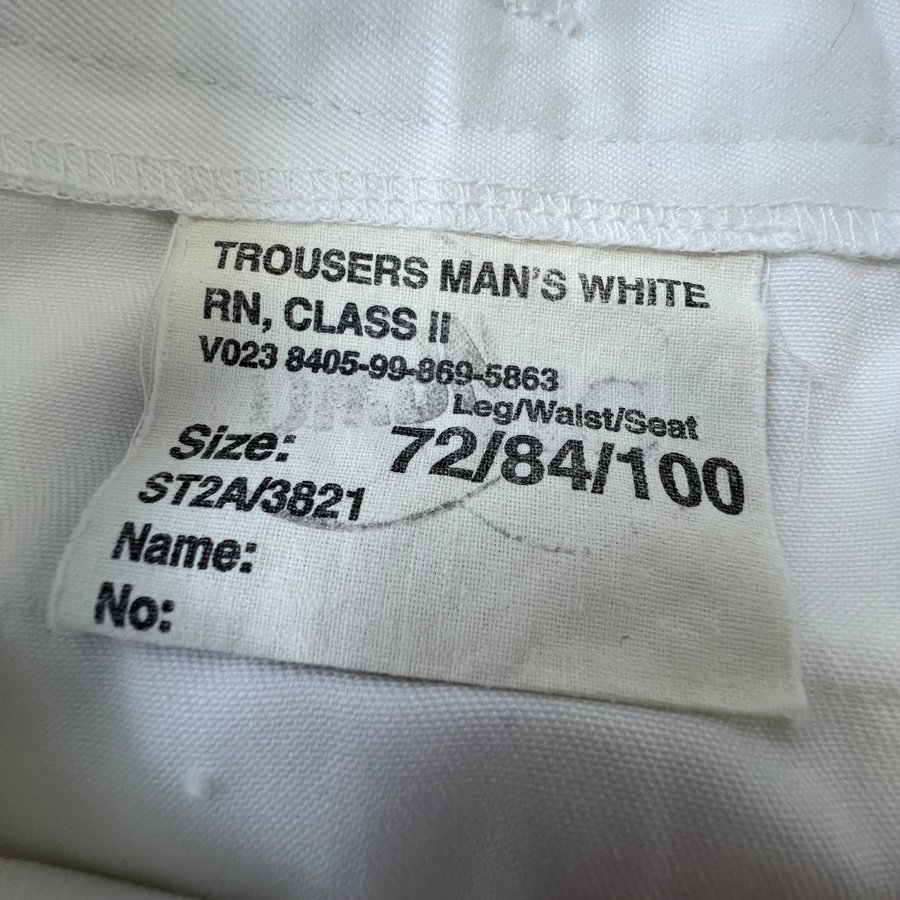 TROUSERS MAN'S WHITE
RN, CLASS II
V023 8405-99-869-5863
Leg/Waist/Seat
Size: 72/84/100
ST2A/3821
Name:
No: